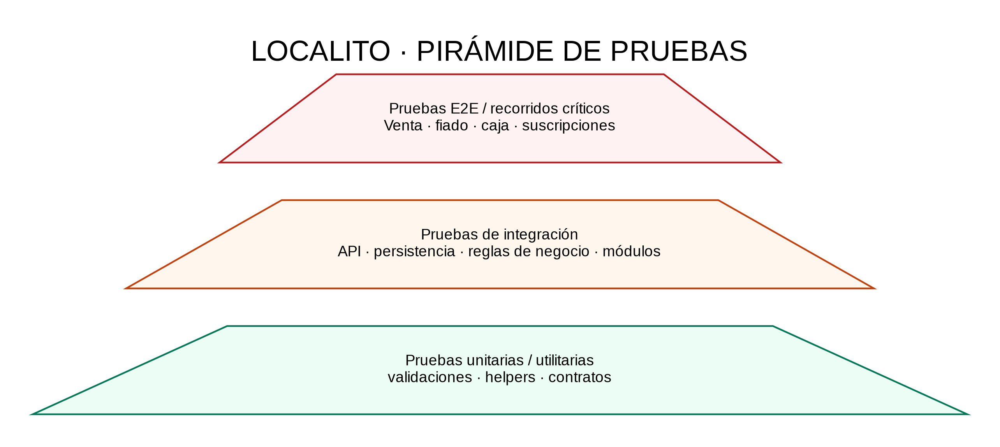 LOCALITO · PIRÁMIDE DE PRUEBAS
Pruebas E2E / recorridos críticos
Venta · fiado · caja · suscripciones
Pruebas de integración
API · persistencia · reglas de negocio · módulos
Pruebas unitarias / utilitarias
validaciones · helpers · contratos